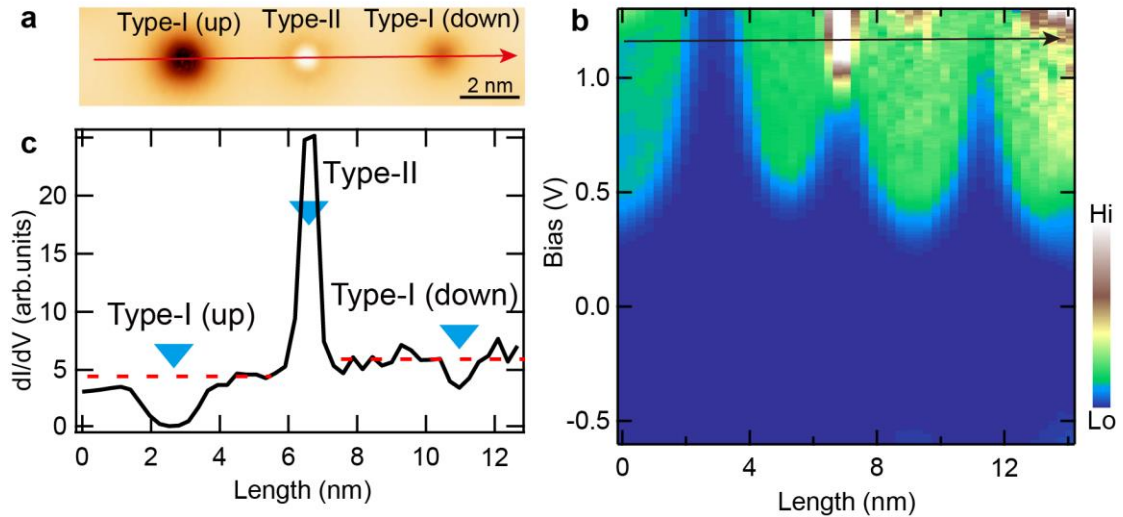 a
Type-I (up)
Type-II
Type-I (down)
2 nm
b
1.0
0.5
0.0
-0.5
Bias (V)
0
4
8
12
Length (nm)
Hi
Lo
c
20
15
10
5
0
dI/dV (arb.units)
Type-II
Type-I (up)
Type-I (down)
0
2
4
6
8
10
12
Length (nm)